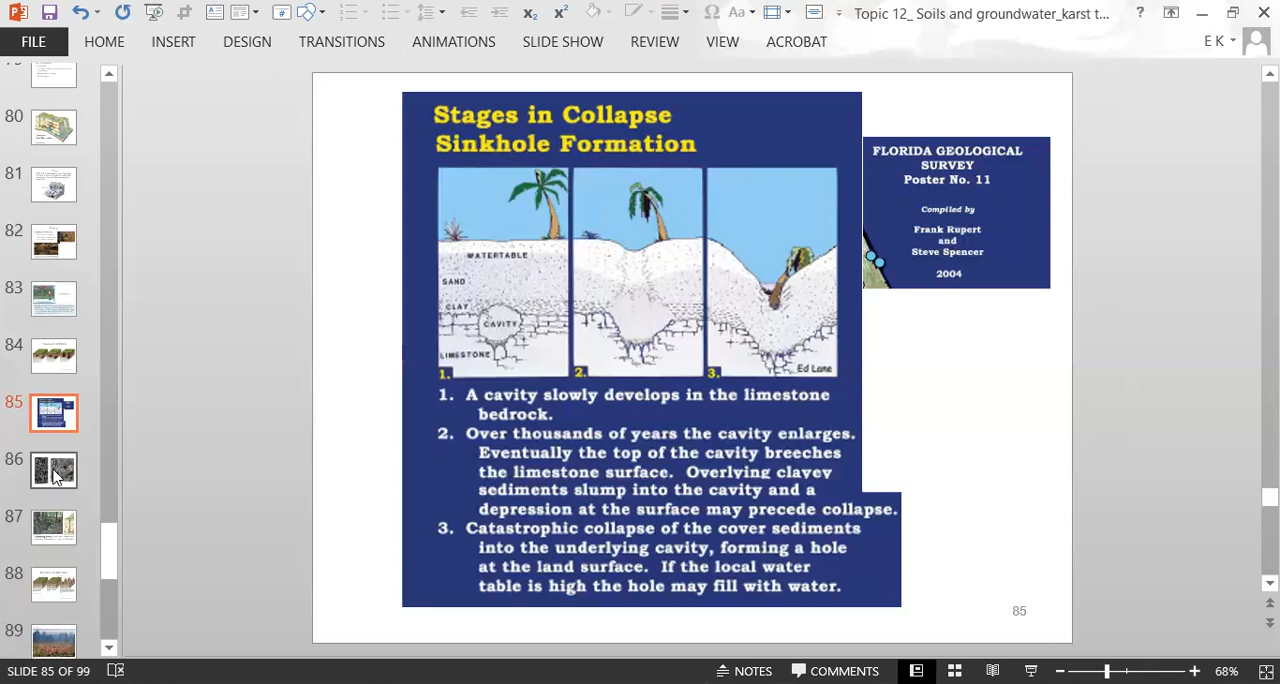 Topic 12_ Soils and groundwater_karst t...
?
FILE
HOME
INSERT
DESIGN
TRANSITIONS
ANIMATIONS
SLIDE SHOW
REVIEW
VIEW
ACROBAT
E K
80
81
82
83
84
85
86
87
88
89
Stages in Collapse
Sinkhole Formation
WATERTABLE
SAND
CLAY
CAVITY
LIMESTONE
1.
2.
3.
Ed Lane
1. A cavity slowly develops in the limestone
bedrock.
2. Over thousands of years the cavity enlarges.
Eventually the top of the cavity breeches
the limestone surface. Overlying clayey
sediments slump into the cavity and a
depression at the surface may precede collapse.
3. Catastrophic collapse of the cover sediments
into the underlying cavity, forming a hole
at the land surface. If the local water
table is high the hole may fill with water.
FLORIDA GEOLOGICAL
SURVEY
Poster No. 11
Compiled by
Frank Rupert
and
Steve Spencer
2004
85
SLIDE 85 OF 99
NOTES
COMMENTS
68%